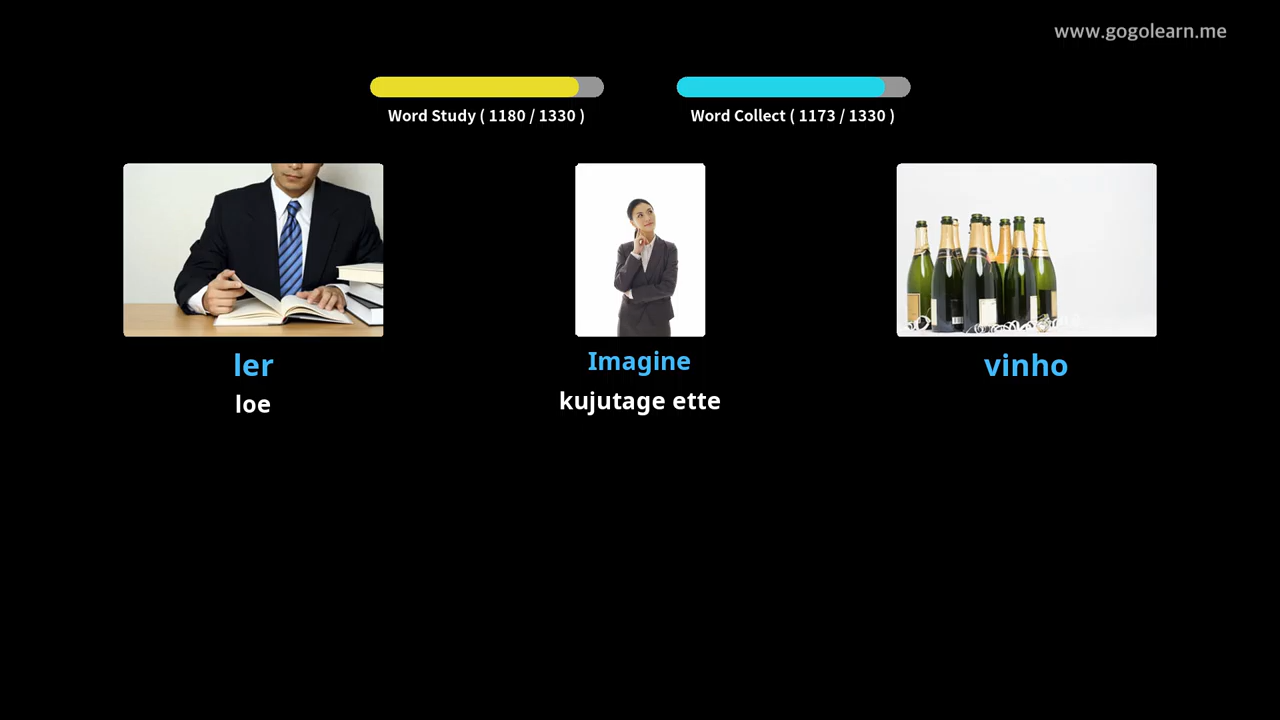 www.gogolearn.me
Word Study ( 1180 / 1330 )
Word Collect ( 1173 / 1330 )
ler
loe
Imagine
kujutage ette
vinho